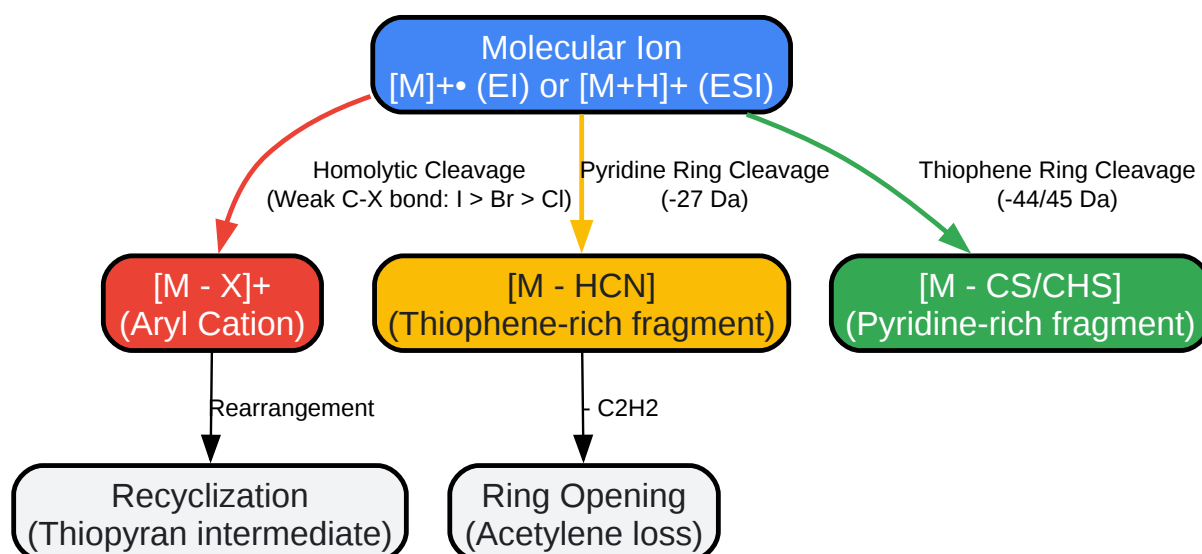 Molecular Ion
[M]+• (EI) or [M+H]+ (ESI)
Homolytic Cleavage
(Weak C-X bond: I > Br > Cl)
Pyridine Ring Cleavage
(-27 Da)
Thiophene Ring Cleavage
(-44/45 Da)
[M - X]+
(Aryl Cation)
[M - HCN]
(Thiophene-rich fragment)
[M - CS/CHS]
(Pyridine-rich fragment)
Rearrangement
- C2H2
Recyclization
(Thiopyran intermediate)
Ring Opening
(Acetylene loss)